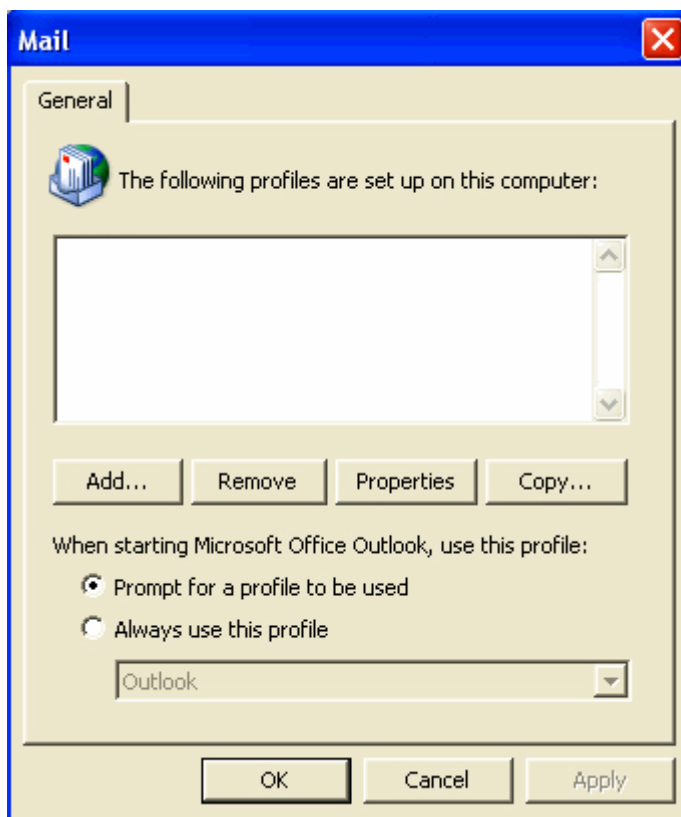 Mail
General
The following profiles are set up on this computer:
Add... Remove Properties Copy...
When starting Microsoft Office Outlook, use this profile:
Prompt for a profile to be used
Always use this profile
Outlook
OK Cancel Apply